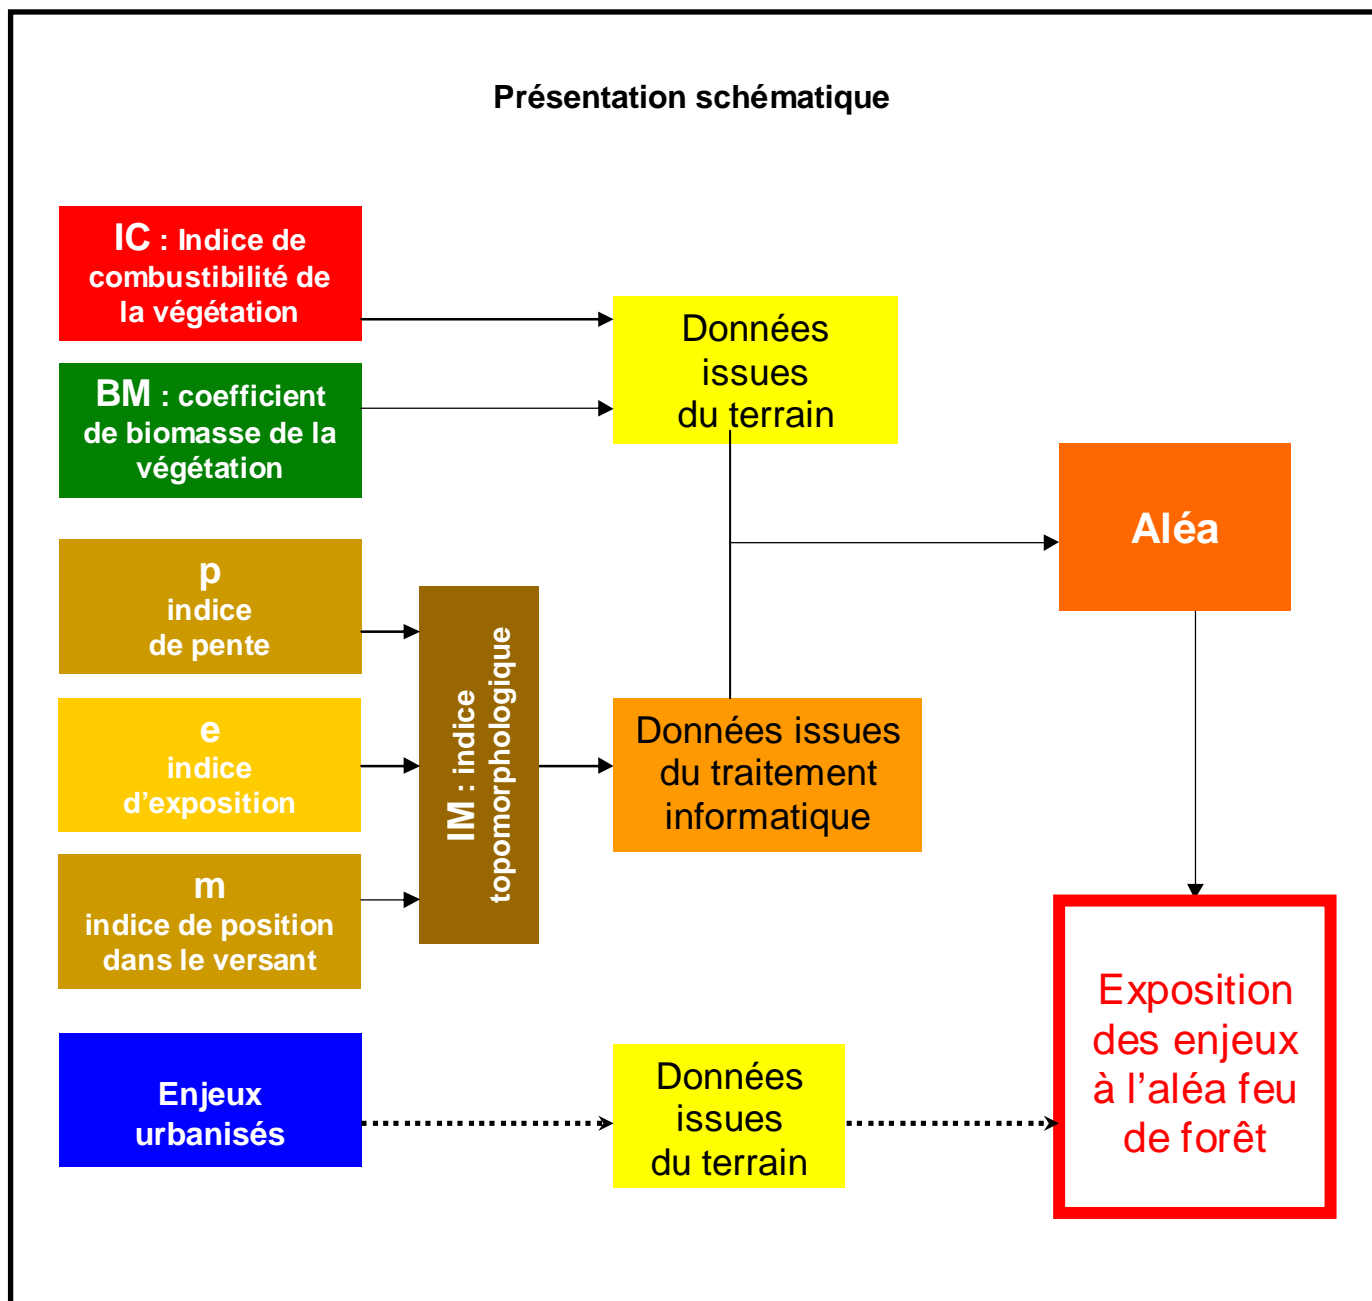 Présentation schématique
IC : Indice de
combustibilité de
la végétation
Données
issues
du terrain
BM : coefficient
de biomasse de la
végétation
Aléa
p
indice
de pente
e
indice
d’exposition
m
indice de position
dans le versant
IM : indice
topomorphologique
Données issues
du traitement
informatique
Exposition
des enjeux
à l’aléa feu
de forêt
Enjeux
urbanisés
Données
issues
du terrain